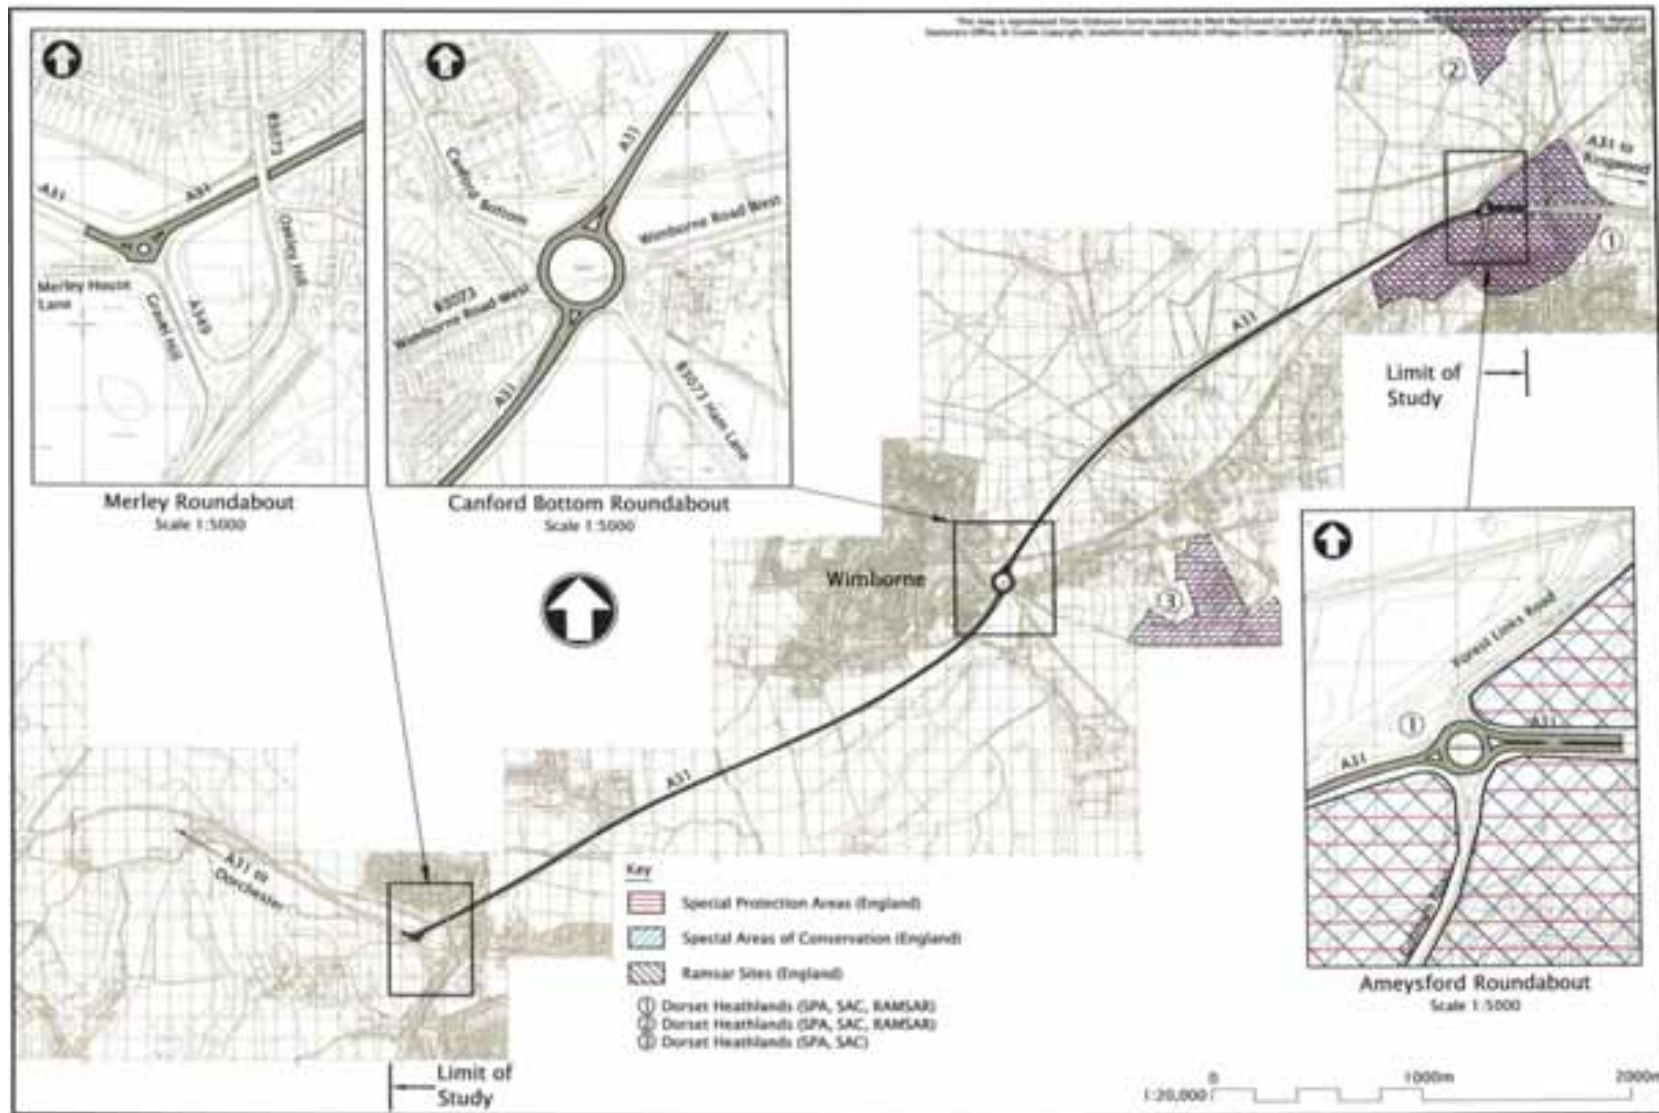 A31
A31
B3073
Oakley Hill
Merley House
Lane
Gravel Hill
A349
Merley Roundabout
Scale 1:5000
A31
Canford Bottom
Wimborne Road West
B3073
Wimborne Road West
A31
B3073 Ham Lane
Canford Bottom Roundabout
Scale 1:5000
2
A31 to
Ringwood
1
A31
Limit of
Study
Wimborne
3
A31
A31 to
Dorchester
Limit of
Study
Forest Links Road
1
A31
A31
Ameysford Roundabout
Scale 1:5000
Key
Special Protection Areas (England)
Special Areas of Conservation (England)
Ramsar Sites (England)
1 Dorset Heathlands (SPA, SAC, RAMSAR)
2 Dorset Heathlands (SPA, SAC, RAMSAR)
3 Dorset Heathlands (SPA, SAC)
1:20,000
0 1000m 2000m